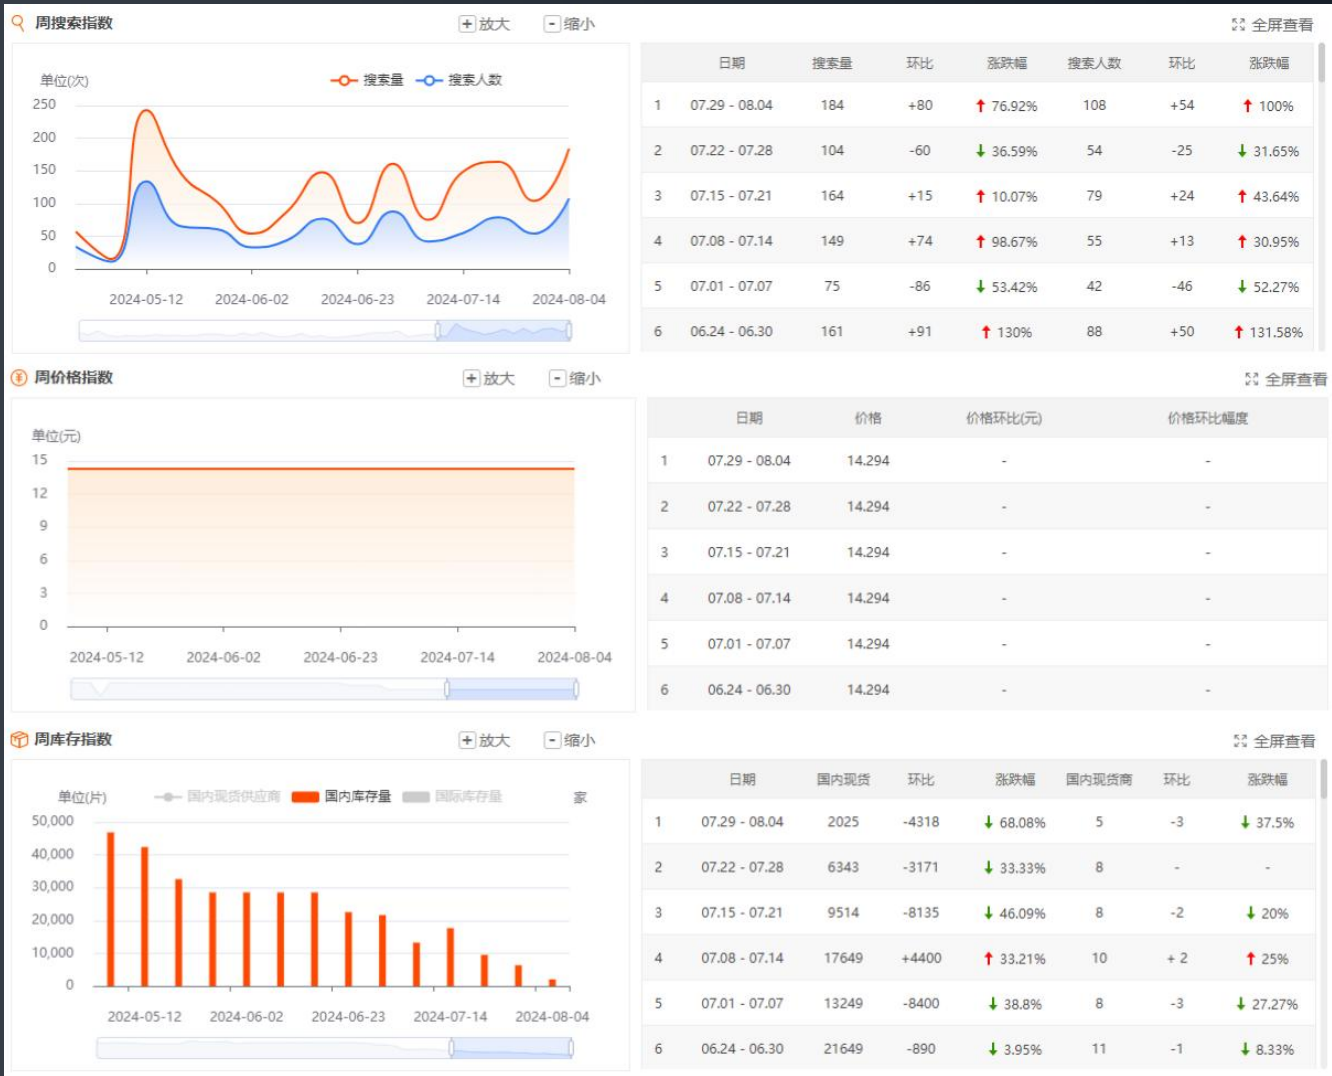 周搜索指数 + 放大 - 缩小 全屏查看
单位(次) 搜索量 搜索人数
250
200
150
100
50
0
2024-05-12 2024-06-02 2024-06-23 2024-07-14 2024-08-04
日期 搜索量 环比 涨跌幅 搜索人数 环比 涨跌幅
1 07.29 - 08.04 184 +80 ↑ 76.92% 108 +54 ↑ 100%
2 07.22 - 07.28 104 -60 ↓ 36.59% 54 -25 ↓ 31.65%
3 07.15 - 07.21 164 +15 ↑ 10.07% 79 +24 ↑ 43.64%
4 07.08 - 07.14 149 +74 ↑ 98.67% 55 +13 ↑ 30.95%
5 07.01 - 07.07 75 -86 ↓ 53.42% 42 -46 ↓ 52.27%
6 06.24 - 06.30 161 +91 ↑ 130% 88 +50 ↑ 131.58%
¥ 周价格指数 + 放大 - 缩小 全屏查看
单位(元)
15
12
9
6
3
0
2024-05-12 2024-06-02 2024-06-23 2024-07-14 2024-08-04
日期 价格 价格环比(元) 价格环比幅度
1 07.29 - 08.04 14.294 - -
2 07.22 - 07.28 14.294 - -
3 07.15 - 07.21 14.294 - -
4 07.08 - 07.14 14.294 - -
5 07.01 - 07.07 14.294 - -
6 06.24 - 06.30 14.294 - -
周库存指数 + 放大 - 缩小 全屏查看
单位(片) 国内现货供应商 国内库存量 国际库存量 家
50,000
40,000
30,000
20,000
10,000
0
2024-05-12 2024-06-02 2024-06-23 2024-07-14 2024-08-04
日期 国内现货 环比 涨跌幅 国内现货商 环比 涨跌幅
1 07.29 - 08.04 2025 -4318 ↓ 68.08% 5 -3 ↓ 37.5%
2 07.22 - 07.28 6343 -3171 ↓ 33.33% 8 - -
3 07.15 - 07.21 9514 -8135 ↓ 46.09% 8 -2 ↓ 20%
4 07.08 - 07.14 17649 +4400 ↑ 33.21% 10 + 2 ↑ 25%
5 07.01 - 07.07 13249 -8400 ↓ 38.8% 8 -3 ↓ 27.27%
6 06.24 - 06.30 21649 -890 ↓ 3.95% 11 -1 ↓ 8.33%